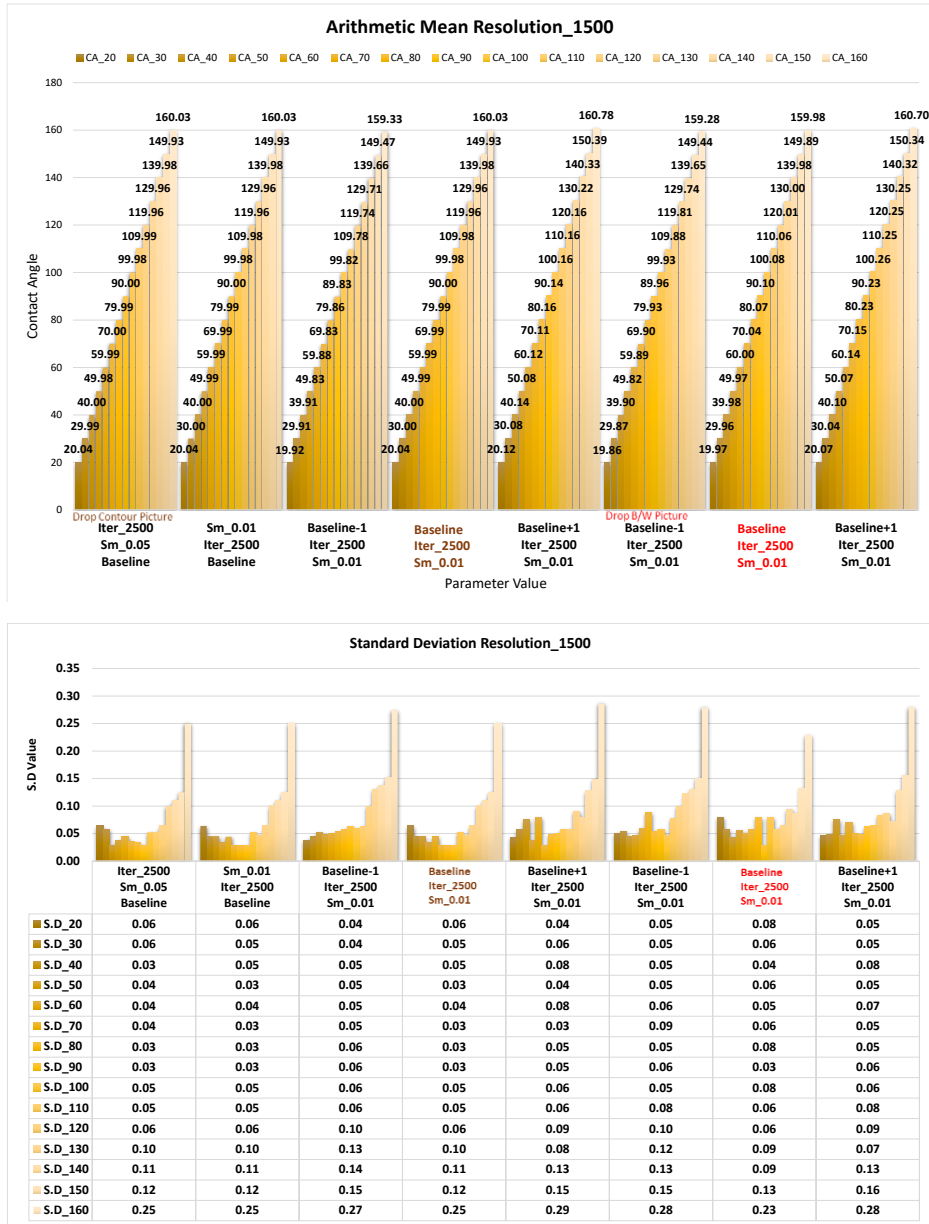 Arithmetic Mean Resolution_1500
CA_20 CA_30 CA_40 CA_50 CA_60 CA_70 CA_80 CA_90 CA_100 CA_110 CA_120 CA_130 CA_140 CA_150 CA_160
Contact Angle
180
160
140
120
100
80
60
40
20
0
160.03 160.03 159.33 160.03 160.78 159.28 159.98 160.70
149.93 149.93 149.47 149.93 150.39 149.44 149.89 150.34
139.98 139.98 139.66 139.98 140.33 139.65 139.98 140.32
129.96 129.96 129.71 129.96 130.22 129.74 130.00 130.25
119.96 119.96 119.74 119.96 120.16 119.81 120.01 120.25
109.99 109.98 109.78 109.98 110.16 109.88 110.06 110.25
99.98 99.98 99.82 99.98 100.16 99.93 100.08 100.26
90.00 90.00 89.83 90.00 90.14 89.96 90.10 90.23
79.99 79.99 79.86 79.99 80.16 79.93 80.07 80.23
70.00 69.99 69.83 69.99 70.11 69.90 70.04 70.15
59.99 59.99 59.88 59.99 60.12 59.89 60.00 60.14
49.98 49.99 49.83 49.99 50.08 49.82 49.97 50.07
40.00 40.00 39.91 40.00 40.14 39.90 39.98 40.10
29.99 30.00 29.91 30.00 30.08 29.87 29.96 30.04
20.04 20.04 19.92 20.04 20.12 19.86 19.97 20.07
Drop Contour Picture Drop B/W Picture
Iter_2500 Sm_0.01 Baseline-1 Baseline Baseline+1 Baseline-1 Baseline Baseline+1
Sm_0.05 Iter_2500 Iter_2500 Iter_2500 Iter_2500 Iter_2500 Iter_2500 Iter_2500
Baseline Baseline Sm_0.01 Sm_0.01 Sm_0.01 Sm_0.01 Sm_0.01 Sm_0.01
Parameter Value
Standard Deviation Resolution_1500
S.D Value
0.35
0.30
0.25
0.20
0.15
0.10
0.05
0.00
Iter_2500 Sm_0.01 Baseline-1 Baseline Baseline+1 Baseline-1 Baseline Baseline+1
Sm_0.05 Iter_2500 Iter_2500 Iter_2500 Iter_2500 Iter_2500 Iter_2500 Iter_2500
Baseline Baseline Sm_0.01 Sm_0.01 Sm_0.01 Sm_0.01 Sm_0.01 Sm_0.01
S.D_20 0.06 0.06 0.04 0.06 0.04 0.05 0.08 0.05
S.D_30 0.06 0.05 0.04 0.05 0.06 0.05 0.06 0.05
S.D_40 0.03 0.05 0.05 0.05 0.08 0.05 0.04 0.08
S.D_50 0.04 0.03 0.05 0.03 0.04 0.05 0.06 0.05
S.D_60 0.04 0.04 0.05 0.04 0.08 0.06 0.05 0.07
S.D_70 0.04 0.03 0.05 0.03 0.03 0.09 0.06 0.05
S.D_80 0.03 0.03 0.06 0.03 0.05 0.05 0.08 0.05
S.D_90 0.03 0.03 0.06 0.03 0.05 0.06 0.03 0.06
S.D_100 0.05 0.05 0.06 0.05 0.06 0.05 0.08 0.06
S.D_110 0.05 0.05 0.06 0.05 0.06 0.08 0.06 0.08
S.D_120 0.06 0.06 0.10 0.06 0.09 0.10 0.06 0.09
S.D_130 0.10 0.10 0.13 0.10 0.08 0.12 0.09 0.07
S.D_140 0.11 0.11 0.14 0.11 0.13 0.13 0.09 0.13
S.D_150 0.12 0.12 0.15 0.12 0.15 0.15 0.13 0.16
S.D_160 0.25 0.25 0.27 0.25 0.29 0.28 0.23 0.28